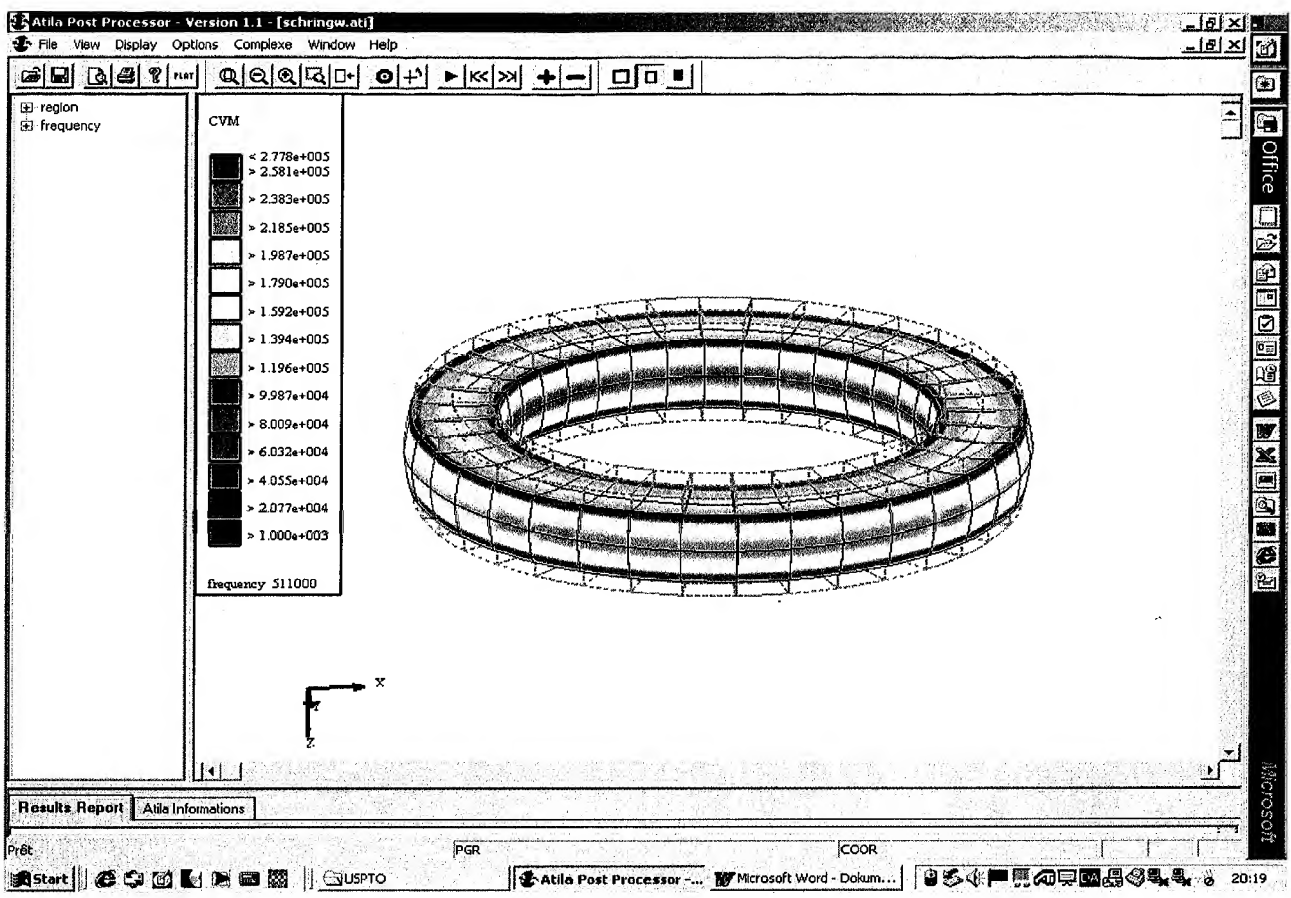 Atila Post Processor - Version 1.1 - [schringw.ati]
File View Display Options Complexe Window Help
PLAY
region
frequency
CVM
< 2.778e+005
> 2.581e+005
> 2.383e+005
> 2.185e+005
> 1.987e+005
> 1.790e+005
> 1.592e+005
> 1.394e+005
> 1.196e+005
> 9.987e+004
> 8.009e+004
> 6.032e+004
> 4.055e+004
> 2.077e+004
> 1.000e+003
frequency 511000
X
Y
Z
Office
Microsoft
Results Report Atila Informations
Prêt PGR COOR
Start USPTO Atila Post Processor -... Microsoft Word - Dokum... 20:19